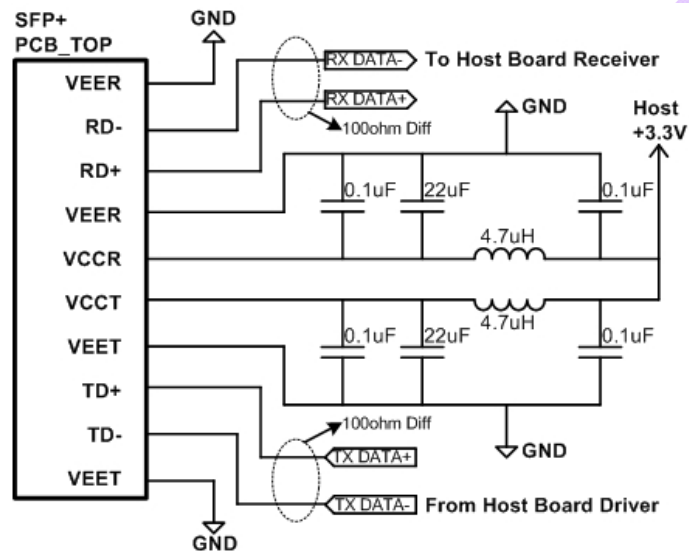 SFP+
PCB_TOP
GND
VEER
RD-
RD+
VEER
VCCR
VCCT
VEET
TD+
TD-
VEET
RX DATA- To Host Board Receiver
RX DATA+
100ohm Diff
GND
Host
+3.3V
0.1uF 22uF 0.1uF
4.7uH
4.7uH
0.1uF 22uF 0.1uF
100ohm Diff
TX DATA+
GND
TX DATA- From Host Board Driver
GND